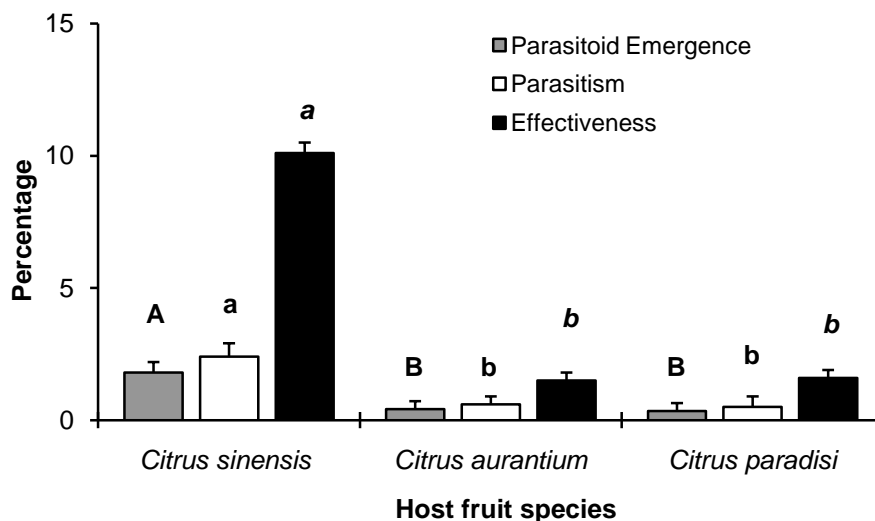 15
10
5
0
Percentage
Parasitoid Emergence
Parasitism
Effectiveness
A
a
a
B
b
b
B
b
b
Citrus sinensis
Citrus aurantium
Citrus paradisi
Host fruit species